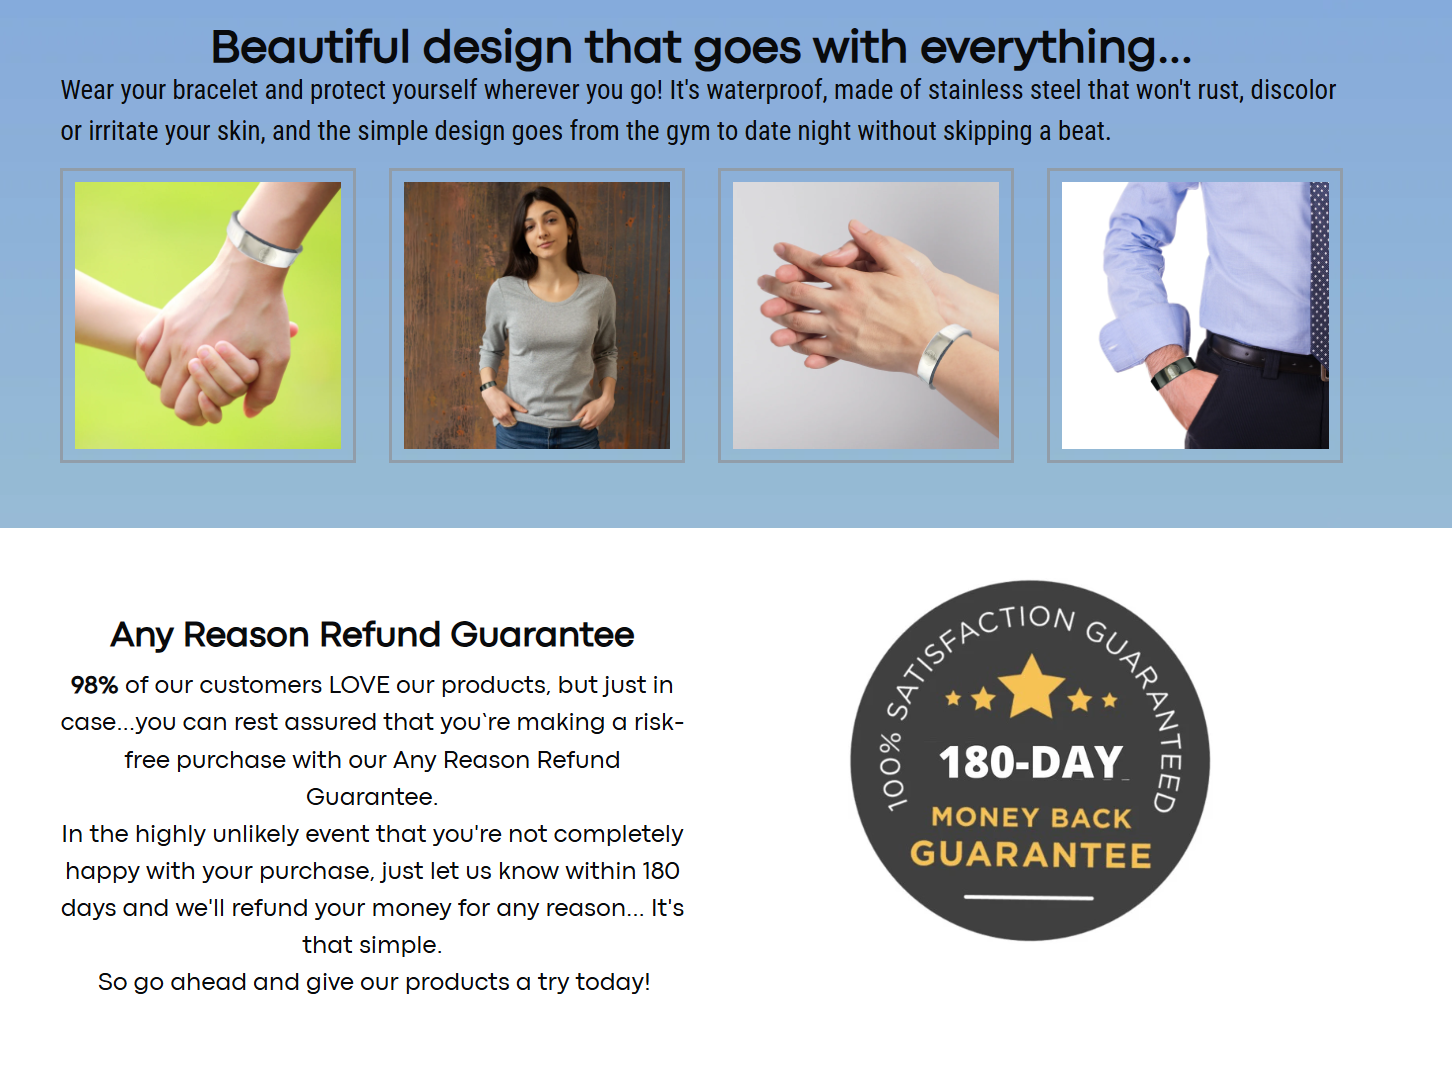 Beautiful design that goes with everything...
Wear your bracelet and protect yourself wherever you go! It's waterproof, made of stainless steel that won't rust, discolor
or irritate your skin, and the simple design goes from the gym to date night without skipping a beat.
Any Reason Refund Guarantee
98% of our customers LOVE our products, but just in
case...you can rest assured that you`re making a risk-
free purchase with our Any Reason Refund
Guarantee.
In the highly unlikely event that you're not completely
happy with your purchase, just let us know within 180
days and we'll refund your money for any reason... It's
that simple.
So go ahead and give our products a try today!
100% SATISFACTION GUARANTEED
180-DAY
MONEY BACK
GUARANTEE